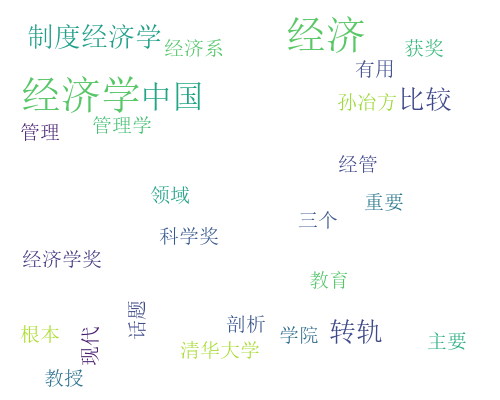 经济
制度经济学
经济系
获奖
有用
经济学
中国
孙冶方
比较
管理
管理学
经管
领域
重要
三个
科学奖
经济学奖
教育
话题
剖析
学院
转轨
根本
现代
清华大学
主要
教授